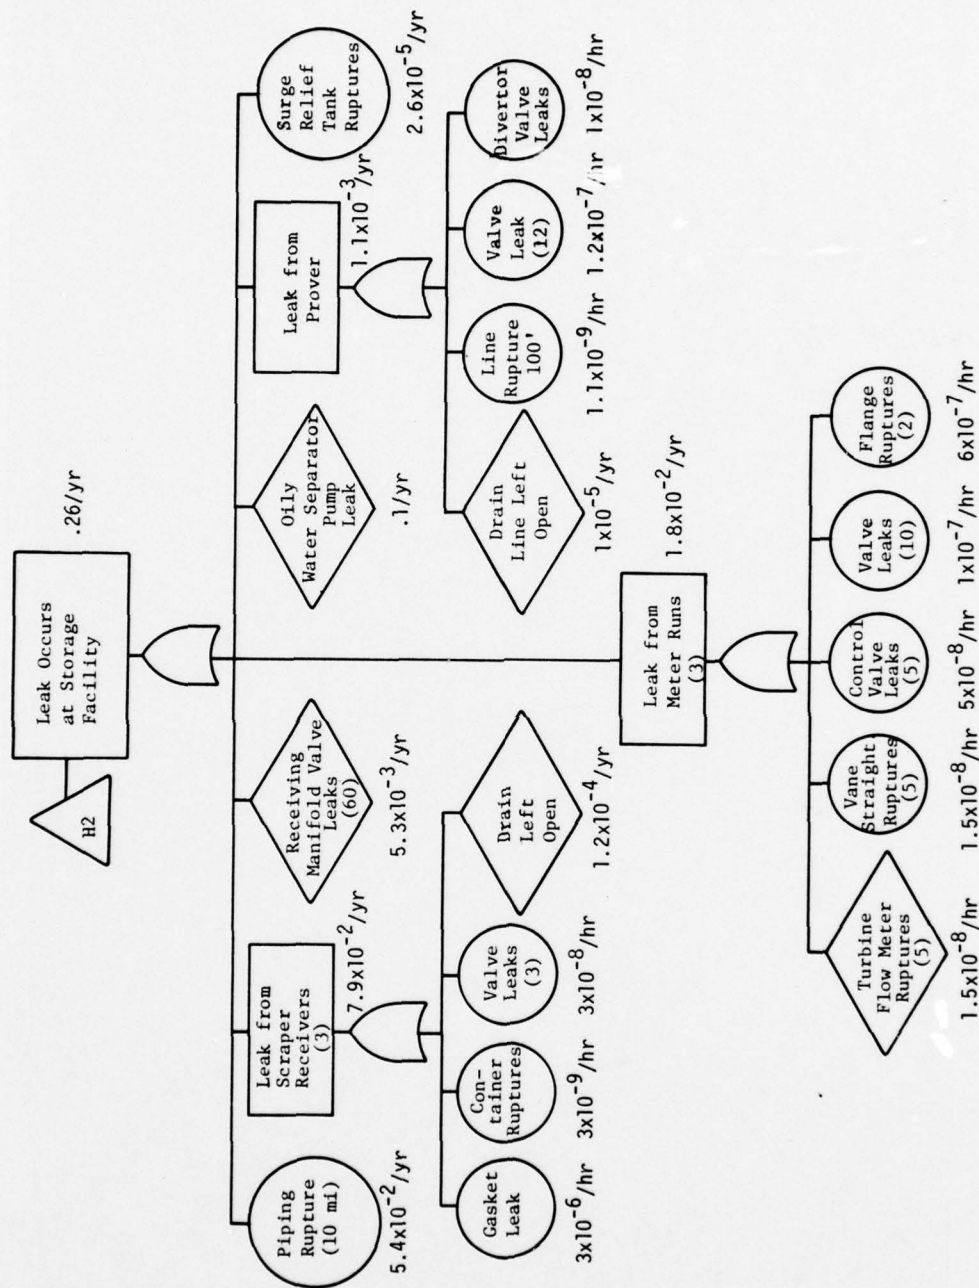 H2
Leak Occurs
at Storage
Facility
.26/yr
Piping
Rupture
(10 mi)
5.4x10⁻²/yr
Leak from
Scraper
Receivers
(3)
7.9x10⁻²/yr
Receiving
Manifold Valve
Leaks
(60)
5.3x10⁻³/yr
Oily
Water Separator
Pump
Leak
.1/yr
Leak from
Prover
1.1x10⁻³/yr
Surge
Relief
Tank
Ruptures
2.6x10⁻⁵/yr
Gasket
Leak
3x10⁻⁶/hr
Con-
tainer
Ruptures
3x10⁻⁹/hr
Valve
Leaks
(3)
3x10⁻⁸/hr
Drain
Left
Open
1.2x10⁻⁴/yr
Drain
Line Left
Open
1x10⁻⁵/yr
Line
Rupture
100'
1.1x10⁻⁹/hr
Valve
Leak
(12)
1.2x10⁻⁷/hr
Divertor
Valve
Leaks
1x10⁻⁸/hr
Leak from
Meter Runs
(3)
1.8x10⁻²/yr
Turbine
Flow Meter
Ruptures
(5)
1.5x10⁻⁸/hr
Vane
Straight
Ruptures
(5)
1.5x10⁻⁸/hr
Control
Valve
Leaks
(5)
5x10⁻⁸/hr
Valve
Leaks
(10)
1x10⁻⁷/hr
Flange
Ruptures
(2)
6x10⁻⁷/hr